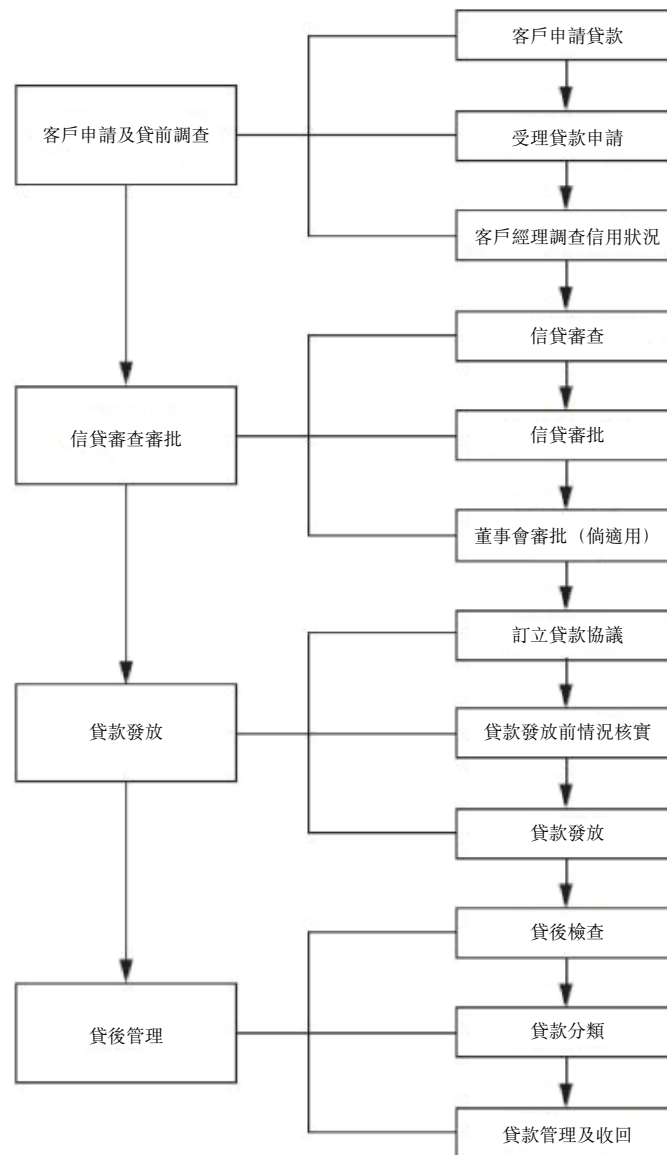 客戶申請及貸前調查
客戶申請貸款
受理貸款申請
客戶經理調查信用狀況
信貸審查審批
信貸審查
信貸審批
董事會審批（倘適用）
貸款發放
訂立貸款協議
貸款發放前情況核實
貸款發放
貸後管理
貸後檢查
貸款分類
貸款管理及收回